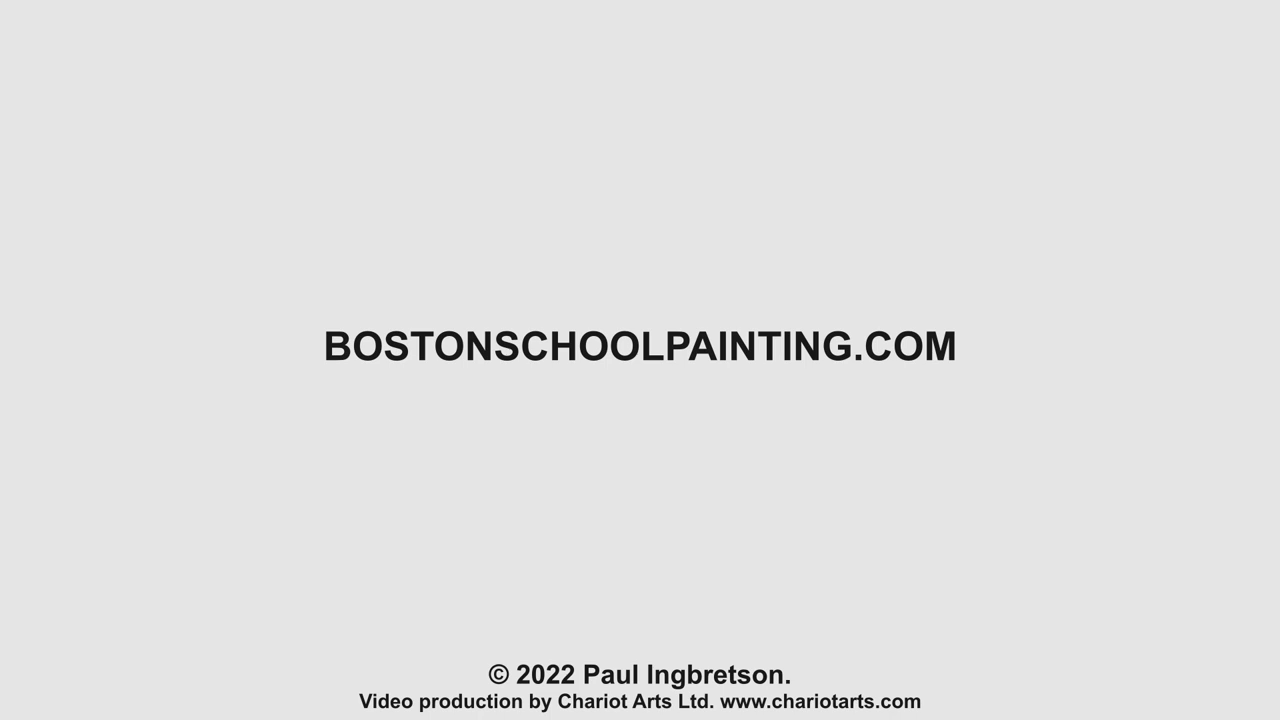 BOSTONSCHOOLPAINTING.COM
© 2022 Paul Ingbretson.
Video production by Chariot Arts Ltd. www.chariotarts.com